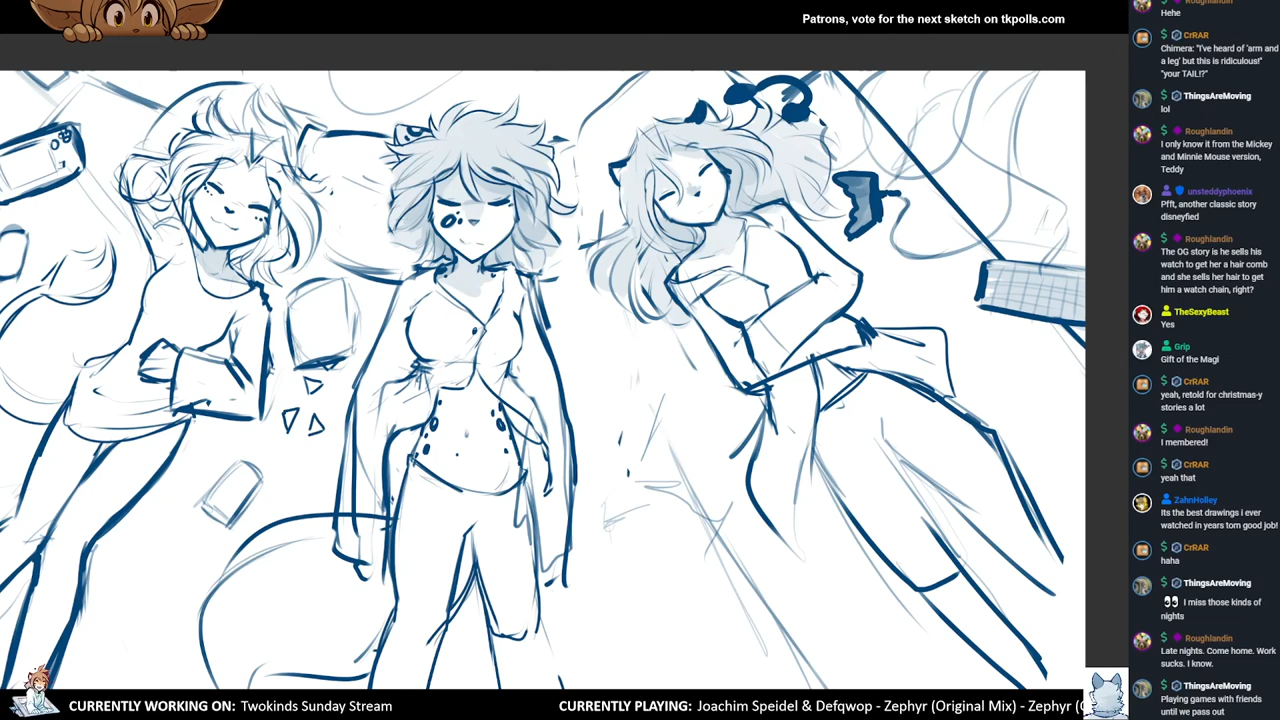 Patrons, vote for the next sketch on tkpolls.com
Roughlandin
Hehe
CrRAR
Chimera: "I've heard of 'arm and
a leg' but this is ridiculous!"
"your TAIL!?"
ThingsAreMoving
lol
Roughlandin
I only know it from the Mickey
and Minnie Mouse version,
Teddy
unsteddyphoenix
Pfft, another classic story
disneyfied
Roughlandin
The OG story is he sells his
watch to get her a hair comb
and she sells her hair to get
him a watch chain, right?
TheSexyBeast
Yes
Grip
Gift of the Magi
CrRAR
yeah, retold for christmas-y
stories a lot
Roughlandin
I membered!
CrRAR
yeah that
ZahnHolley
Its the best drawings i ever
watched in years tom good job!
CrRAR
haha
ThingsAreMoving
👀 I miss those kinds of
nights
Roughlandin
Late nights. Come home. Work
sucks. I know.
ThingsAreMoving
Playing games with friends
until we pass out
CURRENTLY WORKING ON: Twokinds Sunday Stream
CURRENTLY PLAYING: Joachim Speidel & Defqwop - Zephyr (Original Mix) - Zephyr (